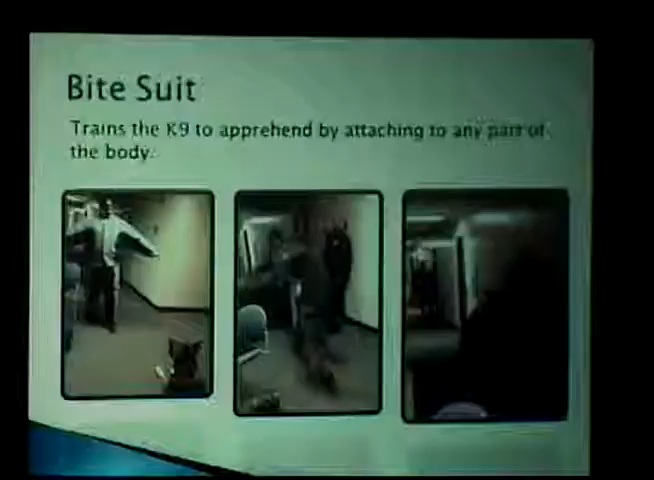 Bite Suit
Trains the K9 to apprehend by attaching to any part of
the body.